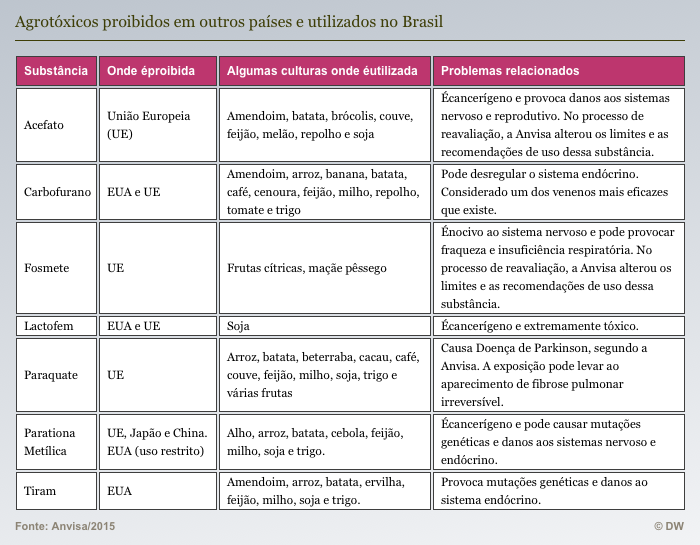 Agrotóxicos proibidos em outros países e utilizados no Brasil
Substância Onde éproibida Algumas culturas onde éutilizada Problemas relacionados
Acefato
União Europeia
(UE)
Amendoim, batata, brócolis, couve,
feijão, melão, repolho e soja
Écancerígeno e provoca danos aos sistemas
nervoso e reprodutivo. No processo de
reavaliação, a Anvisa alterou os limites e as
recomendações de uso dessa substância.
Carbofurano
EUA e UE
Amendoim, arroz, banana, batata,
café, cenoura, feijão, milho, repolho,
tomate e trigo
Pode desregular o sistema endócrino.
Considerado um dos venenos mais eficazes
que existe.
Fosmete
UE
Frutas cítricas, maçãe pêssego
Énocivo ao sistema nervoso e pode provocar
fraqueza e insuficiência respiratória. No
processo de reavaliação, a Anvisa alterou os
limites e as recomendações de uso dessa
substância.
Lactofem
EUA e UE
Soja
Écancerígeno e extremamente tóxico.
Paraquate
UE
Arroz, batata, beterraba, cacau, café,
couve, feijão, milho, soja, trigo e
várias frutas
Causa Doença de Parkinson, segundo a
Anvisa. A exposição pode levar ao
aparecimento de fibrose pulmonar
irreversível.
Parationa
Metílica
UE, Japão e China.
EUA (uso restrito)
Alho, arroz, batata, cebola, feijão,
milho, soja e trigo.
Écancerígeno e pode causar mutações
genéticas e danos aos sistemas nervoso e
endócrino.
Tiram
EUA
Amendoim, arroz, batata, ervilha,
feijão, milho, soja e trigo.
Provoca mutações genéticas e danos ao
sistema endócrino.
Fonte: Anvisa/2015
© DW